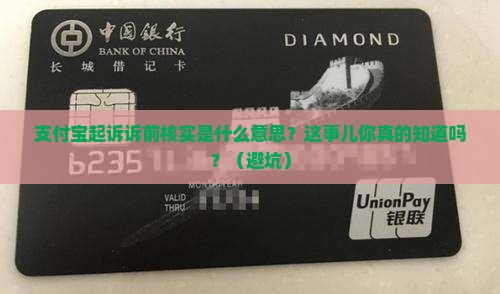 中国银行
BANK OF CHINA
DIAMOND
长城借记卡
支付宝起诉诉前核实是什么意思？这事儿你真的知道吗
？（避坑）
6235
MONTH/YEAR
VALID
THRU
UnionPay
银联